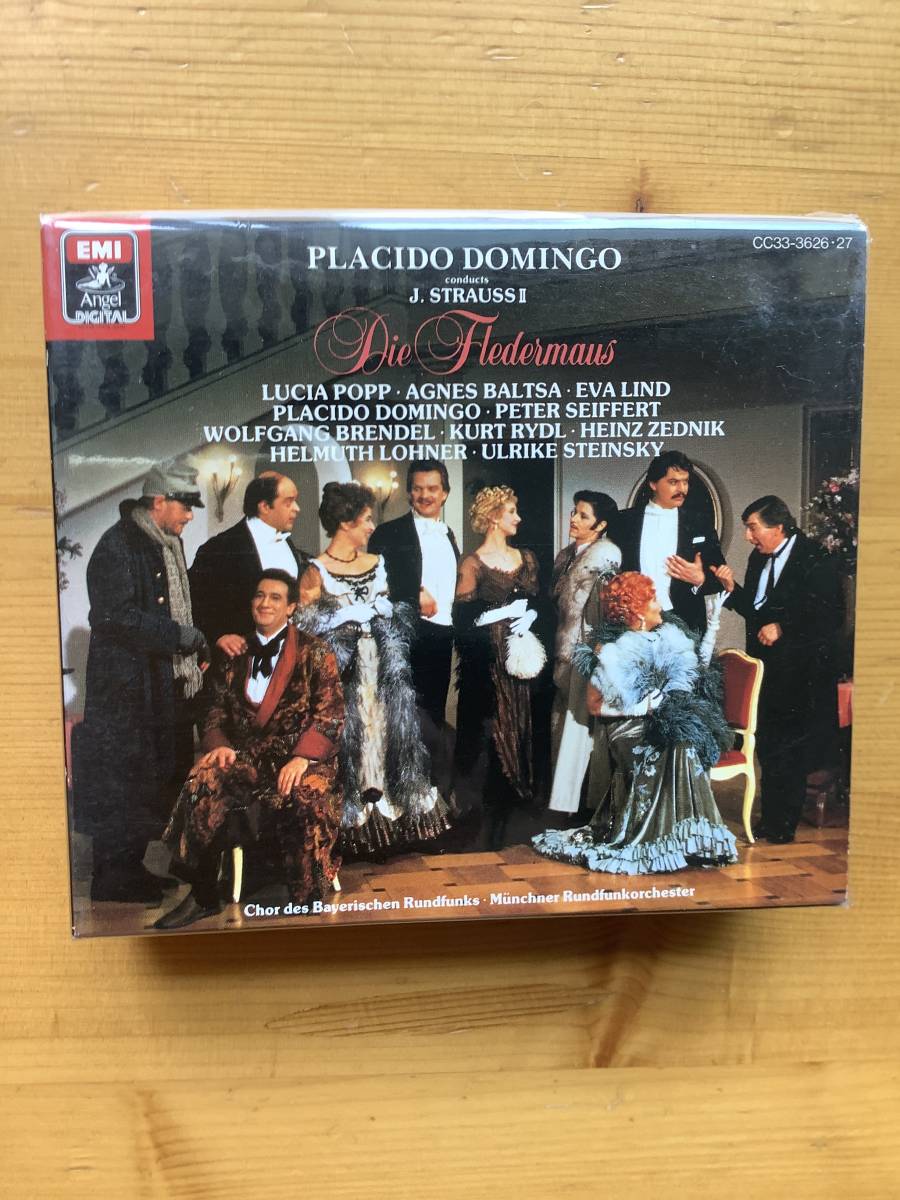 EMI
Angel
DIGITAL
CC33-3626·27
PLACIDO DOMINGO
conducts
J. STRAUSS II
Die Fledermaus
LUCIA POPP · AGNES BALTSA · EVA LIND
PLACIDO DOMINGO · PETER SEIFFERT
WOLFGANG BRENDEL · KURT RYDL · HEINZ ZEDNIK
HELMUTH LOHNER · ULRIKE STEINSKY
Chor des Bayerischen Rundfunks · Münchner Rundfunkorchester